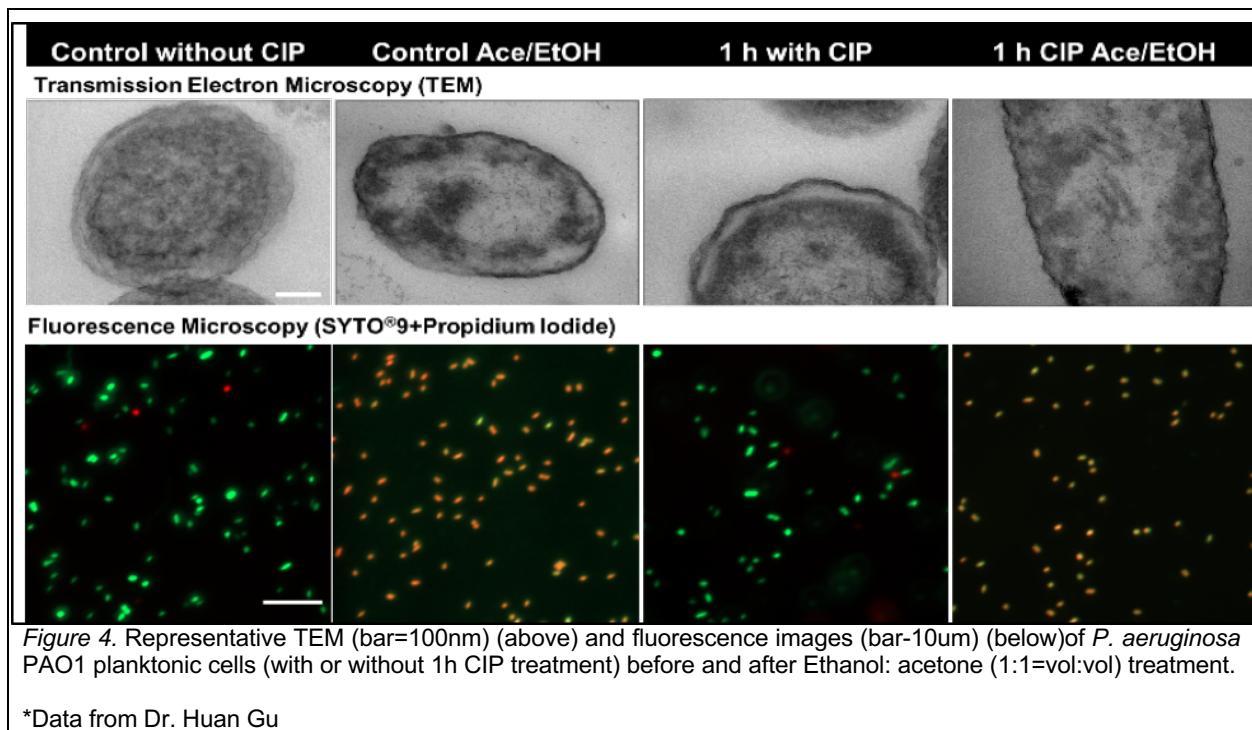 Control without CIP Control Ace/EtOH 1 h with CIP 1 h CIP Ace/EtOH
Transmission Electron Microscopy (TEM)
Fluorescence Microscopy (SYTO®9+Propidium Iodide)
Figure 4. Representative TEM (bar=100nm) (above) and fluorescence images (bar-10um) (below)of P. aeruginosa
PAO1 planktonic cells (with or without 1h CIP treatment) before and after Ethanol: acetone (1:1=vol:vol) treatment.
*Data from Dr. Huan Gu